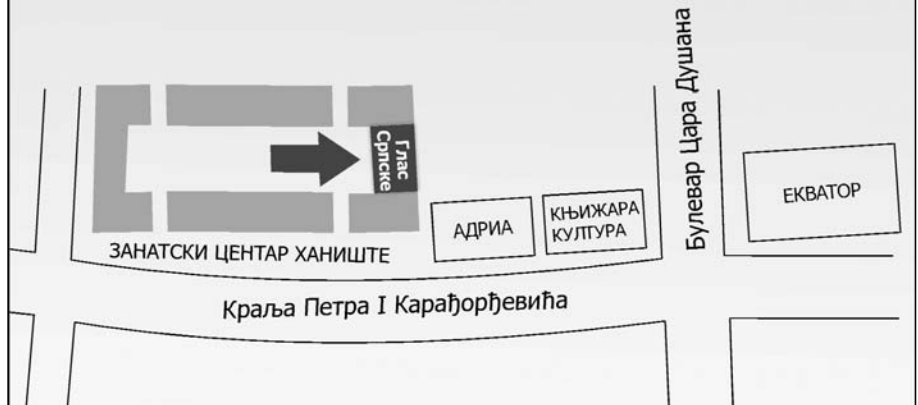 Булевар Цара Душана
Глас
Српске
ЕКВАТОР
АДРИА
КЊИЖАРА
КУЛТУРА
ЗАНАТСКИ ЦЕНТАР ХАНИШТЕ
Краља Петра I Карађорђевића